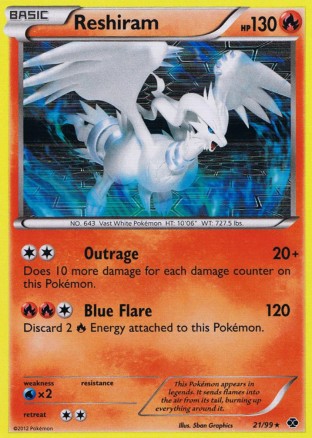 BASIC
Reshiram HP130
NO. 643 Vast White Pokémon HT: 10'06" WT: 727.5 lbs.
Outrage 20+
Does 10 more damage for each damage counter on
this Pokémon.
Blue Flare 120
Discard 2 Energy attached to this Pokémon.
weakness resistance
×2
retreat
This Pokémon appears in
legends. It sends flames into
the air from its tail, burning up
everything around it.
©2012 Pokémon
Illus. 5ban Graphics
21/99★